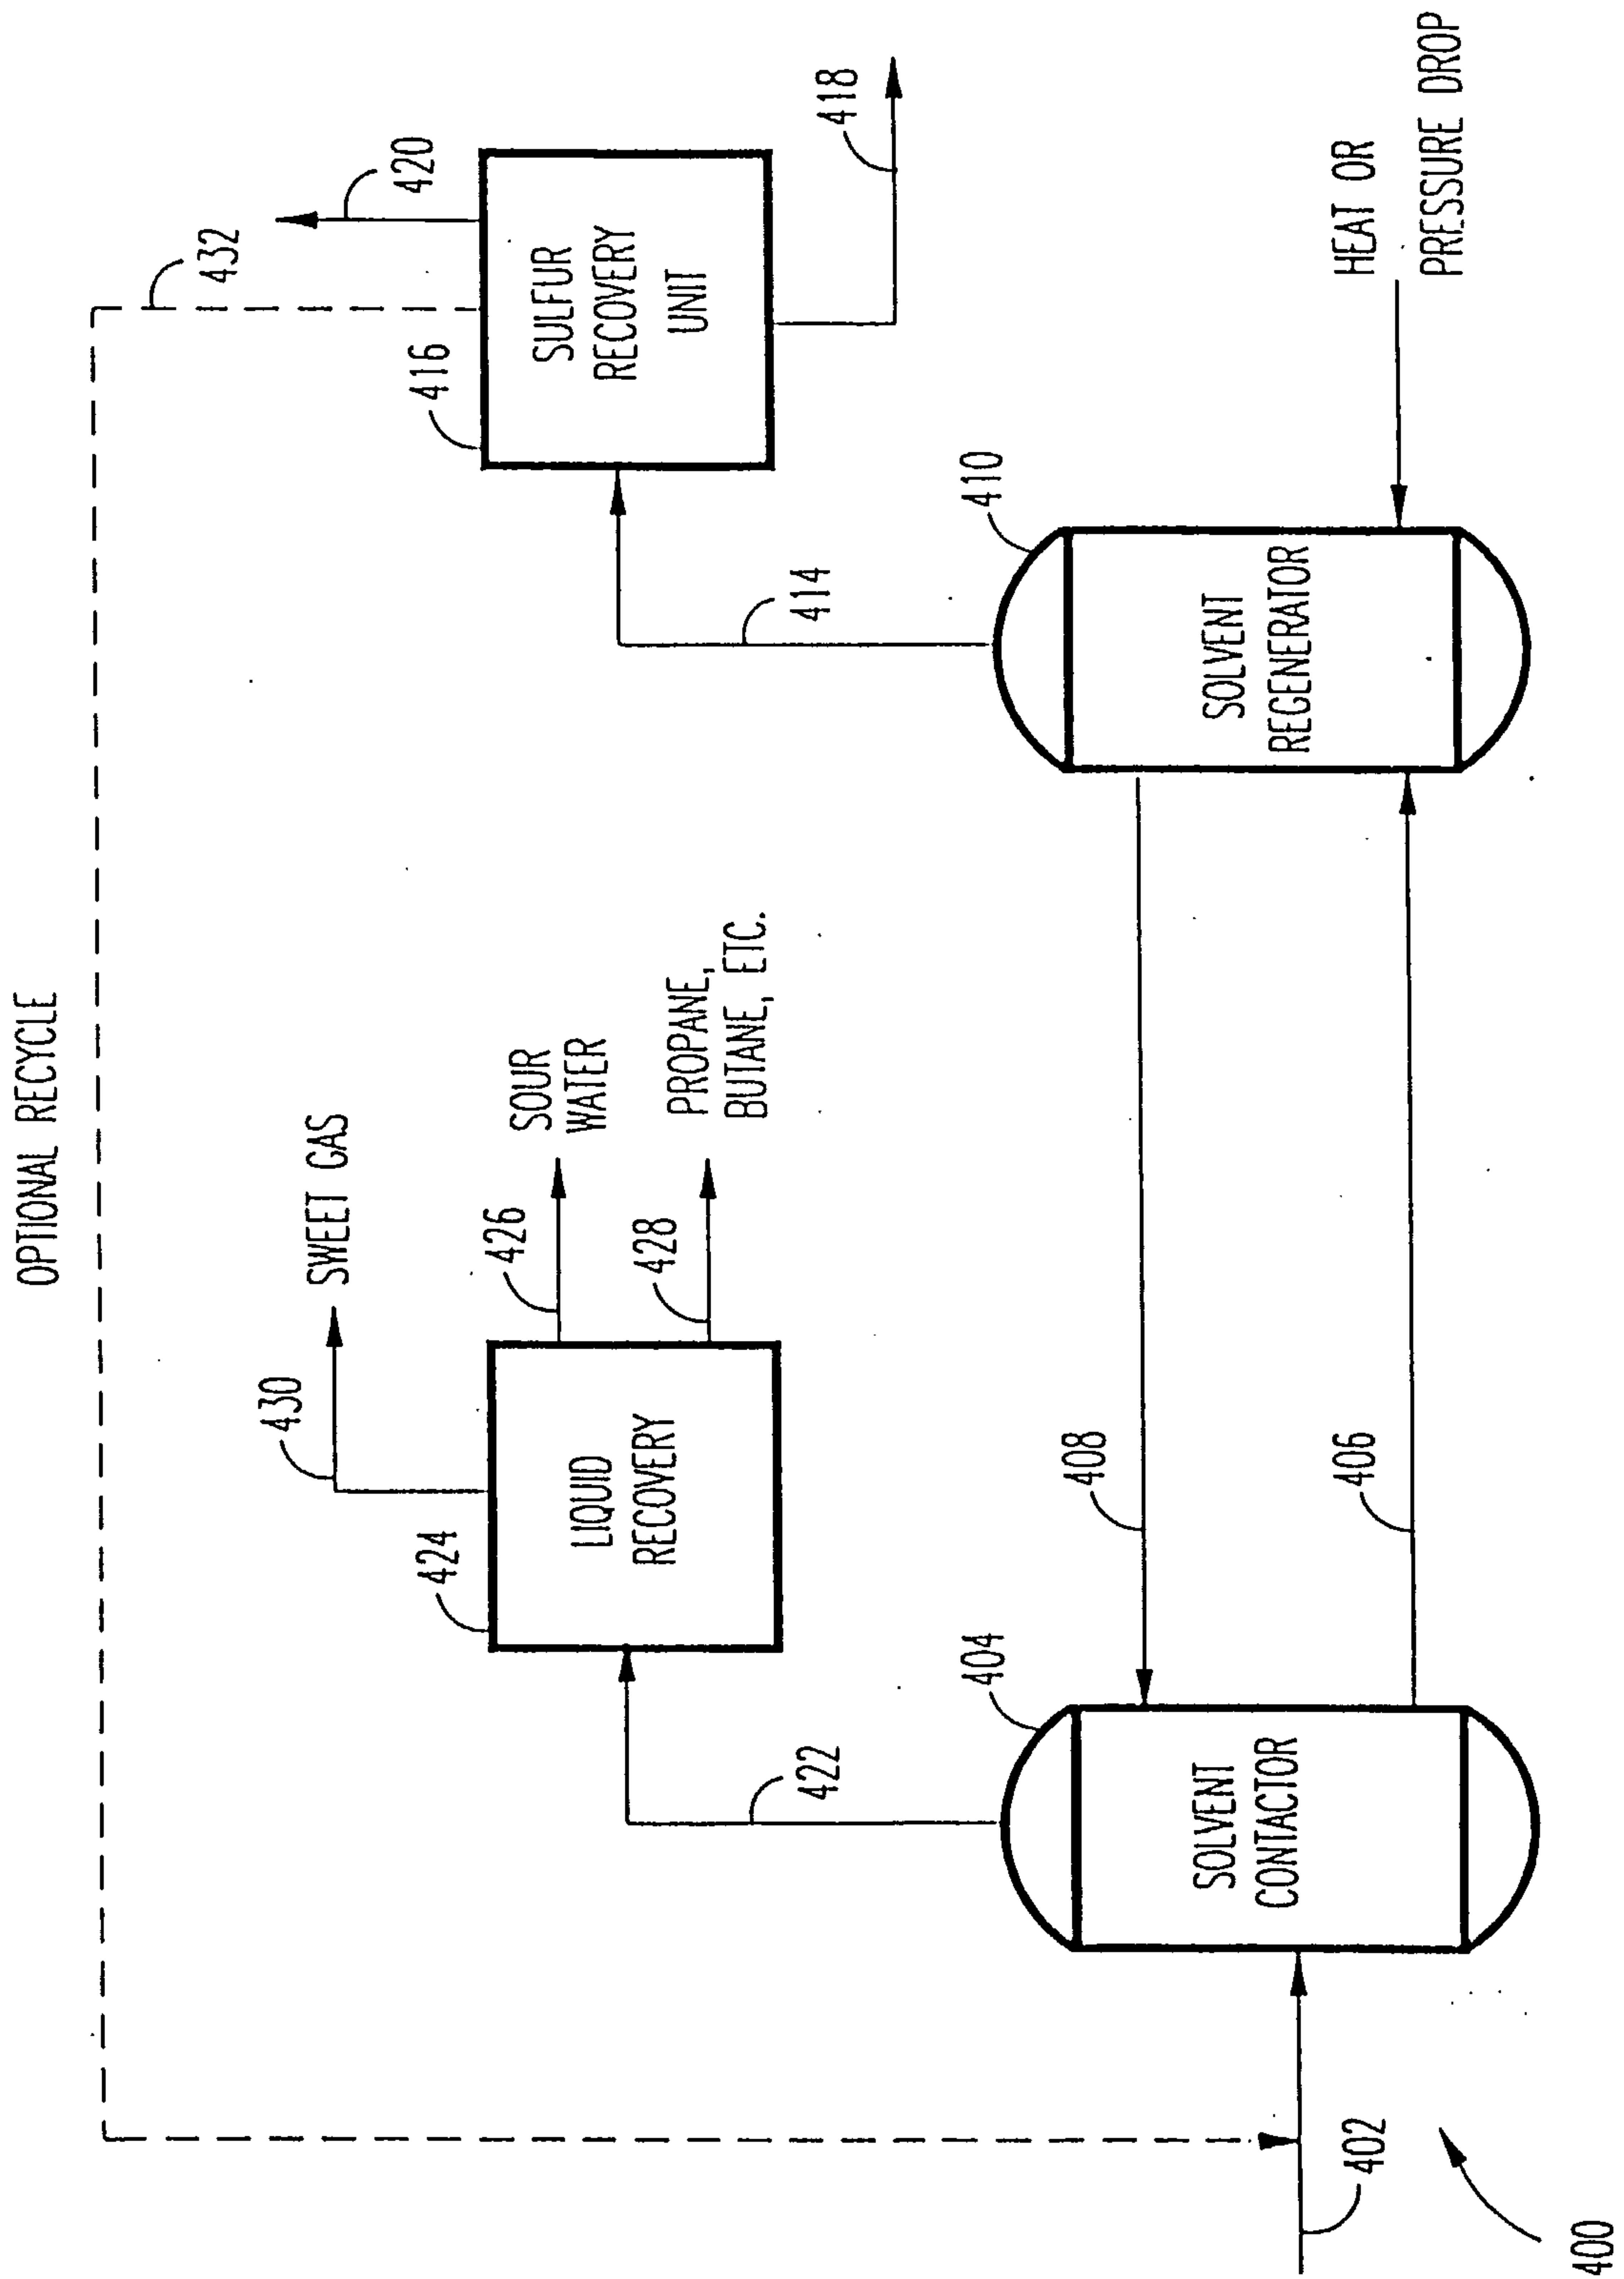 OPTIONAL RECYCLE
432
420
SWEET GAS
430
416
SULFUR
RECOVERY
UNIT
418
424
LIQUID
RECOVERY
426
SOUR
WATER
428
PROPANE,
BUTANE, ETC.
422
414
404
410
SOLVENT
CONTACTOR
408
406
SOLVENT
REGENERATOR
HEAT OR
PRESSURE DROP
402
400